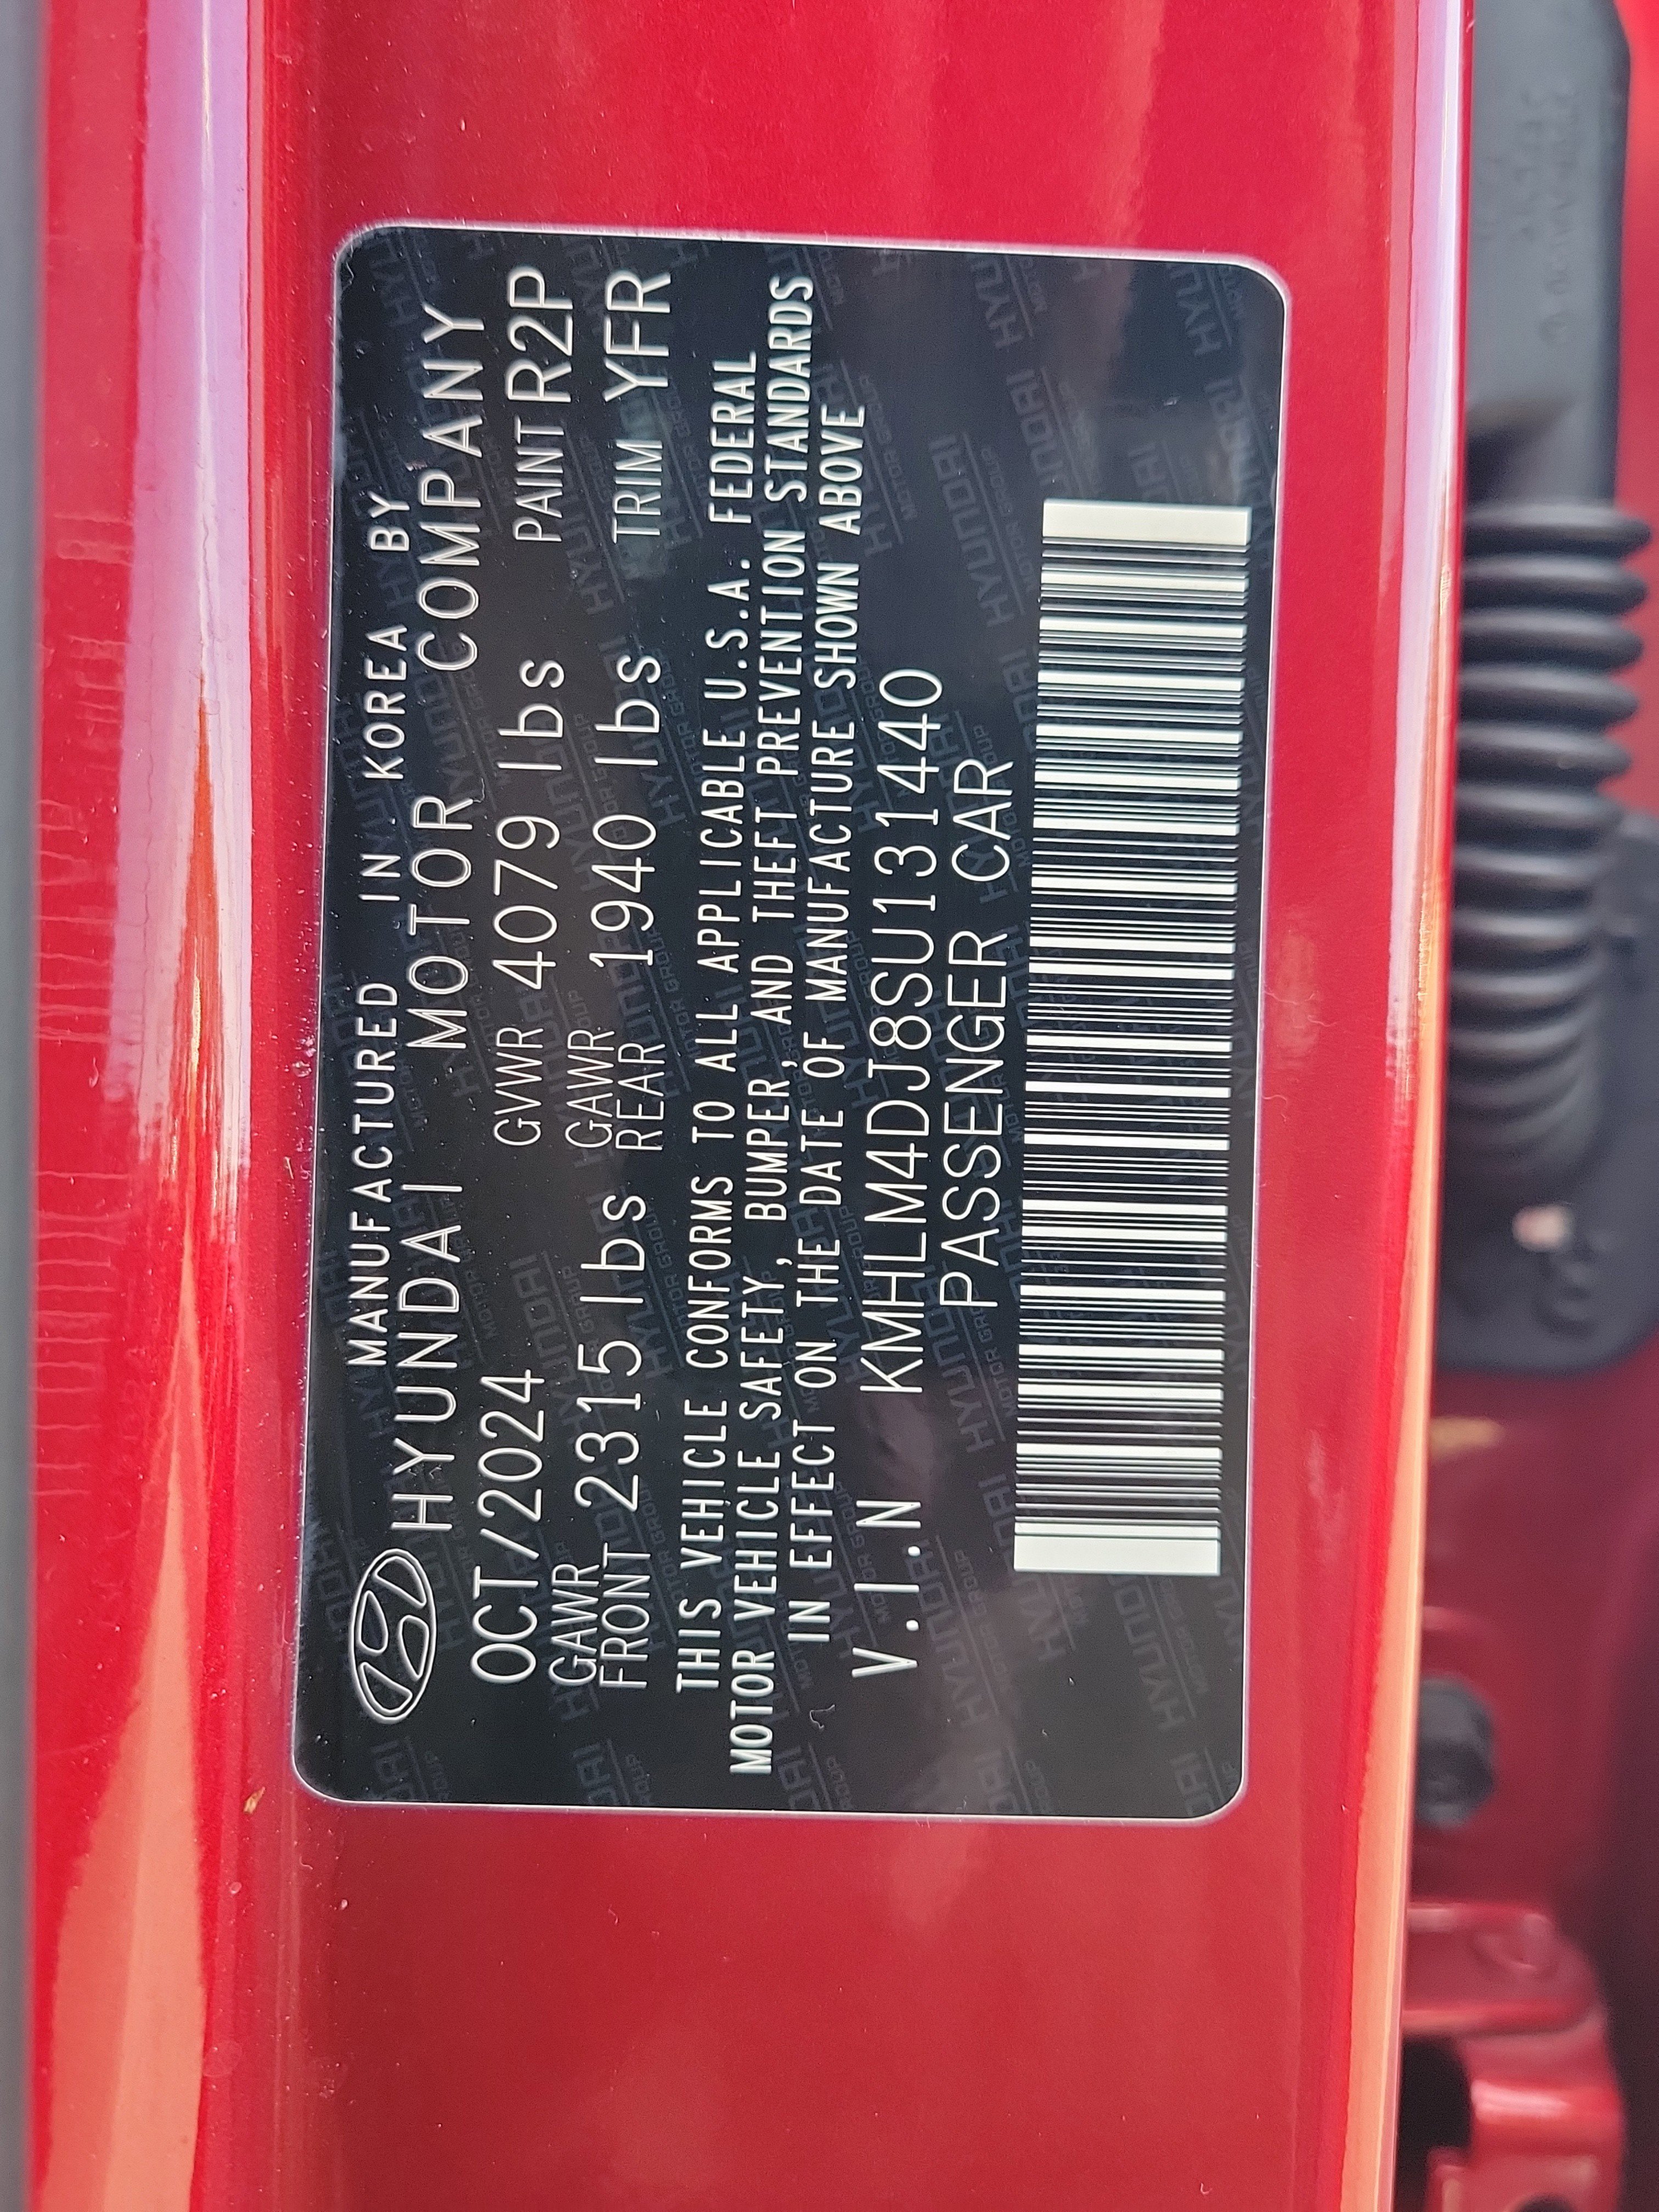 MANUFACTURED IN KOREA BY
HYUNDAI MOTOR COMPANY
OCT/2024 GVWR 4079 lbs PAINT R2P
GAWR FRONT 2315 lbs GAWR REAR 1940 lbs TRIM YFR
THIS VEHICLE CONFORMS TO ALL APPLICABLE U.S.A. FEDERAL
MOTOR VEHICLE SAFETY, BUMPER, AND THEFT PREVENTION STANDARDS
IN EFFECT ON THE DATE OF MANUFACTURE SHOWN ABOVE
V.I.N KMHLM4DJ8SU131440
PASSENGER CAR